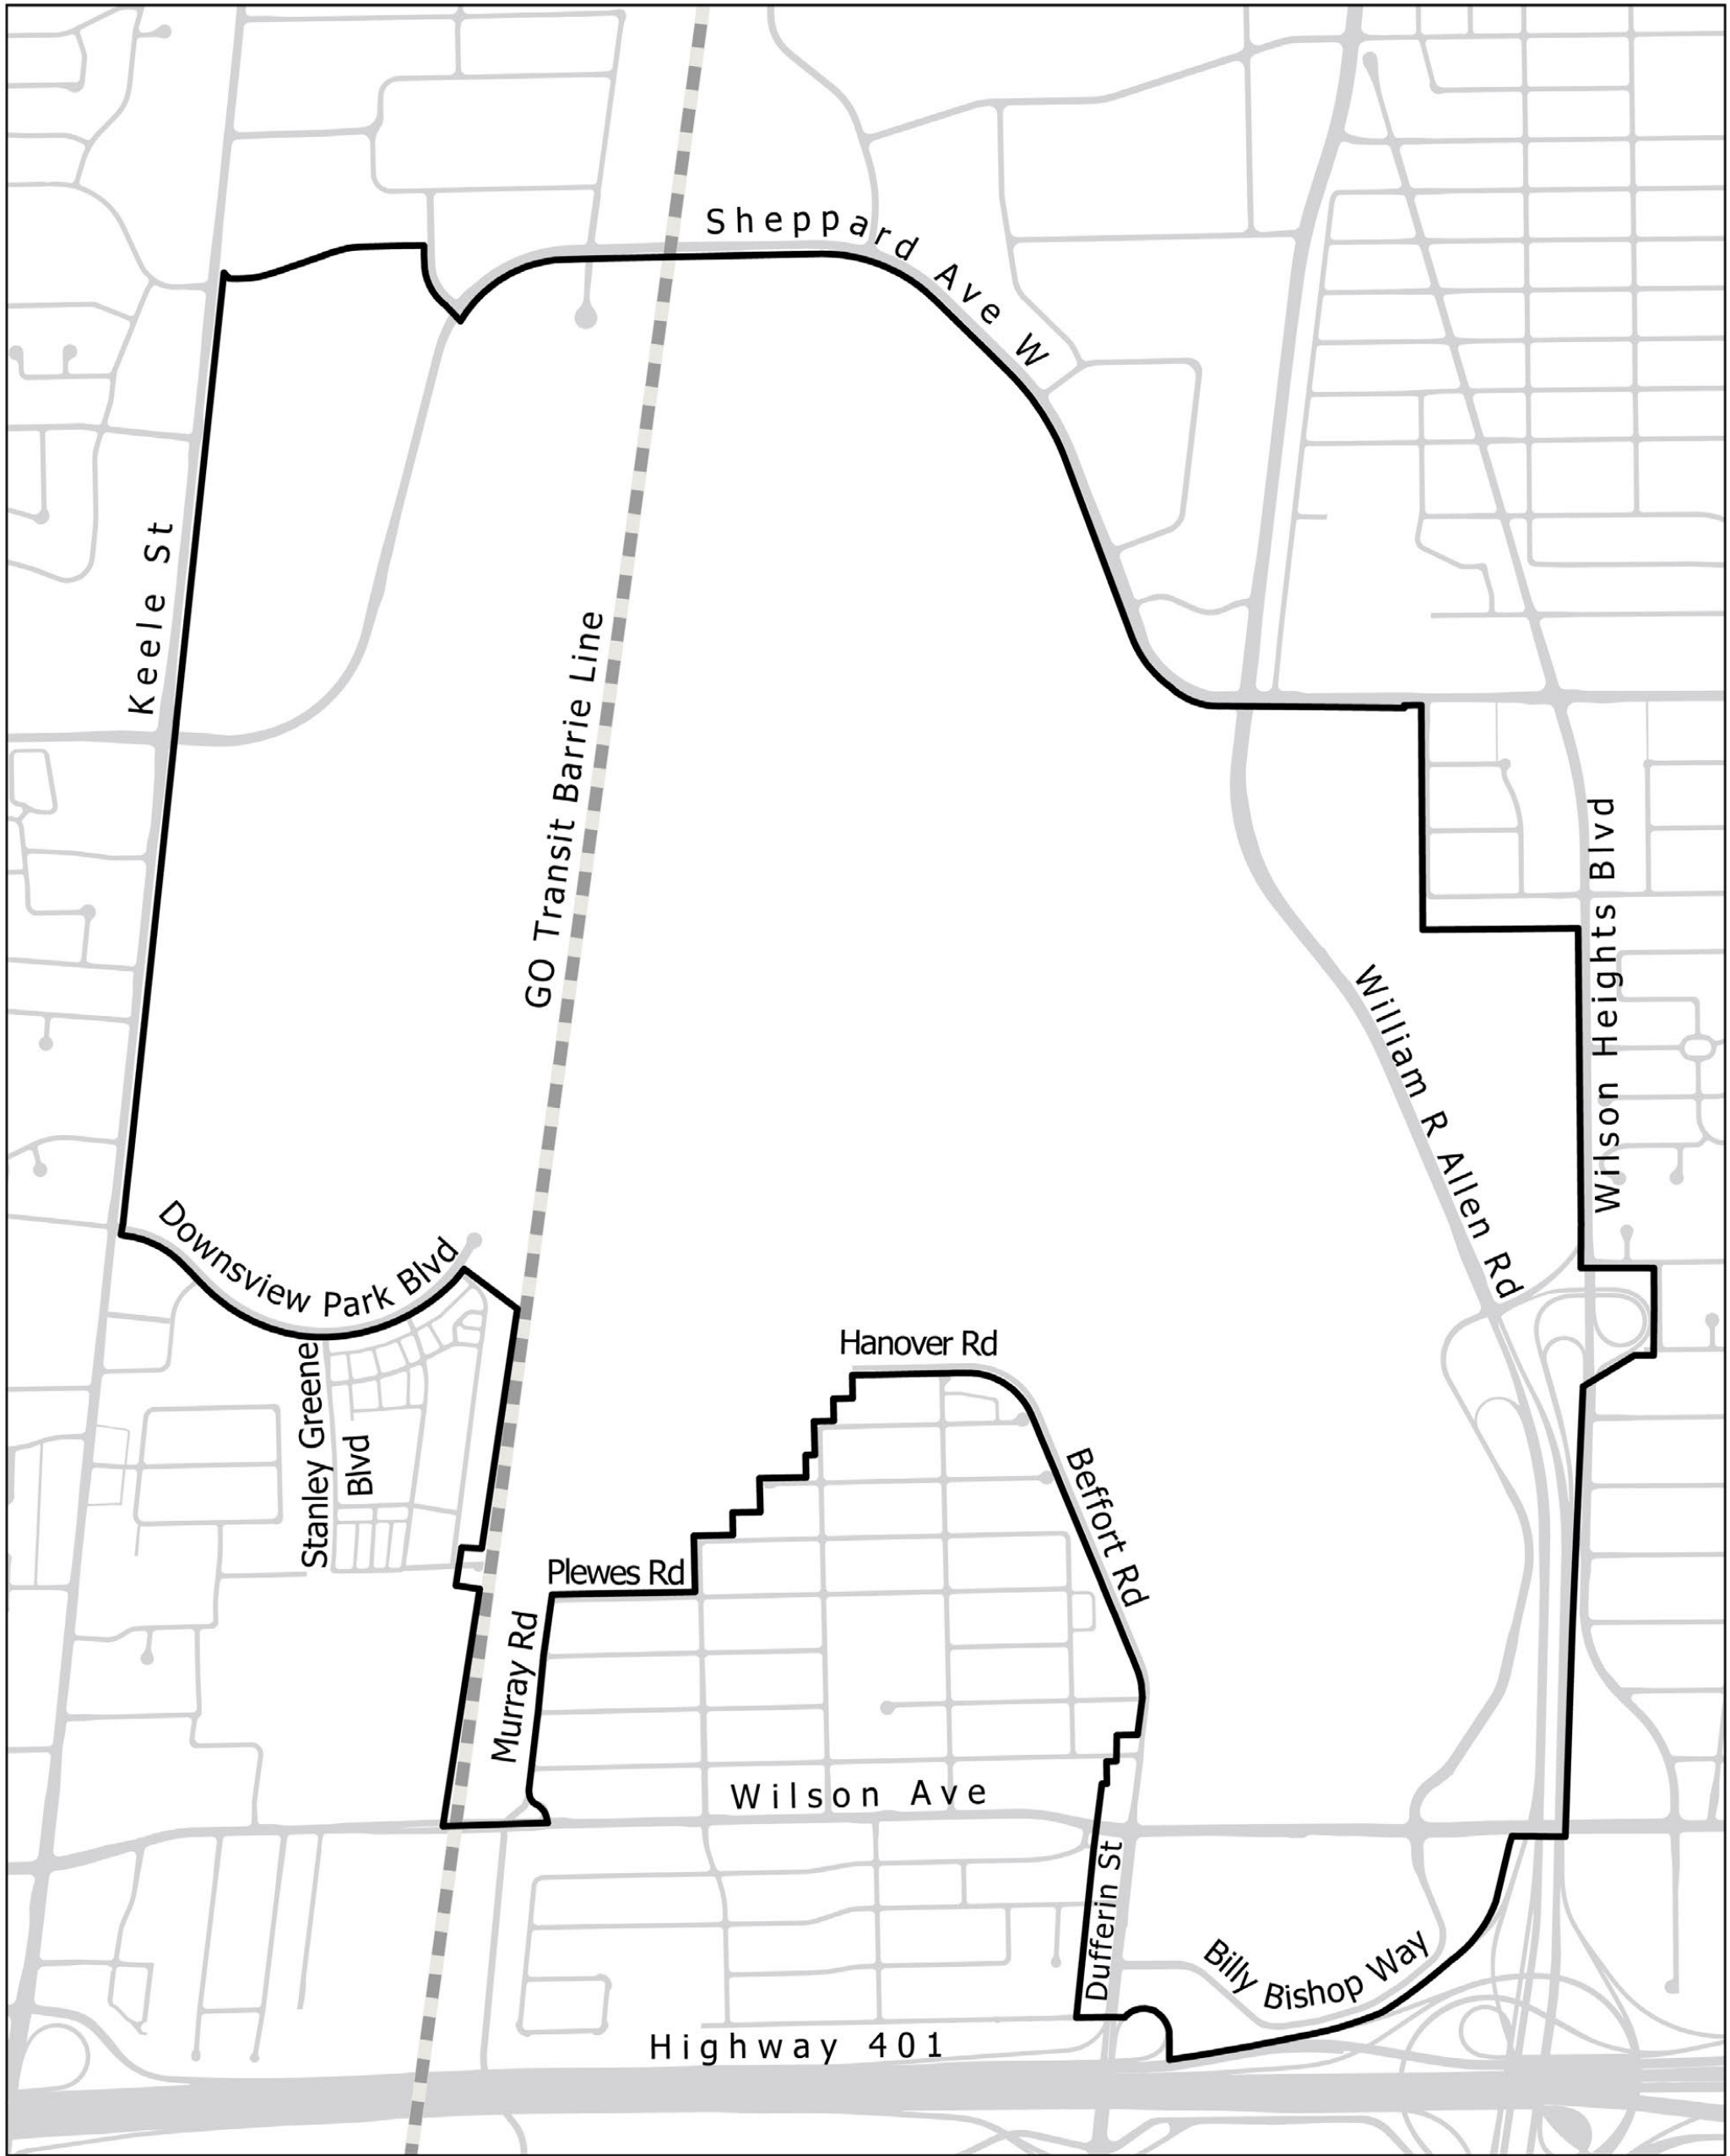 Sheppard Ave W
Keele St
GO Transit Barrie Line
Wilson Heights Blvd
William R Allen Rd
Downsview Park Blvd
Hanover Rd
Stanley Greene
Blvd
Beffort Rd
Plewes Rd
Murray Rd
Wilson Ave
Dufferin St
Billy Bishop Way
Highway 401